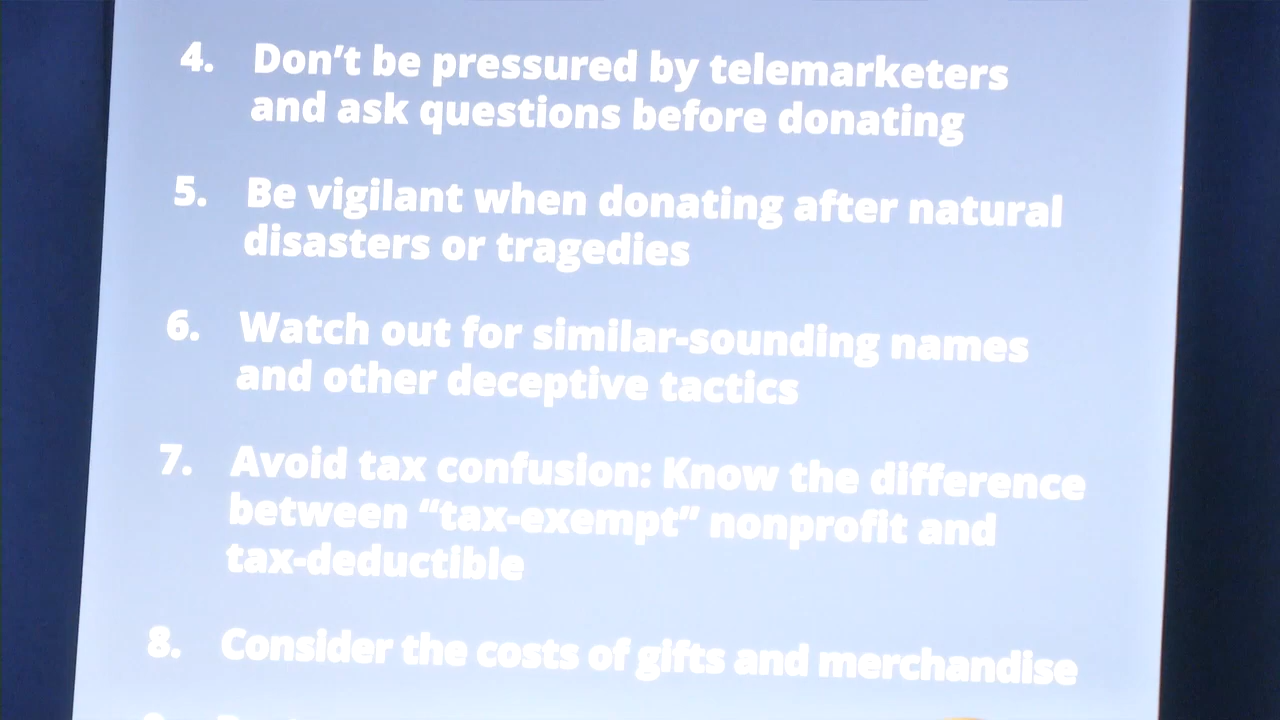 4. Don’t be pressured by telemarketers
and ask questions before donating
5. Be vigilant when donating after natural
disasters or tragedies
6. Watch out for similar-sounding names
and other deceptive tactics
7. Avoid tax confusion: Know the difference
between “tax-exempt” nonprofit and
tax-deductible
8. Consider the costs of gifts and merchandise